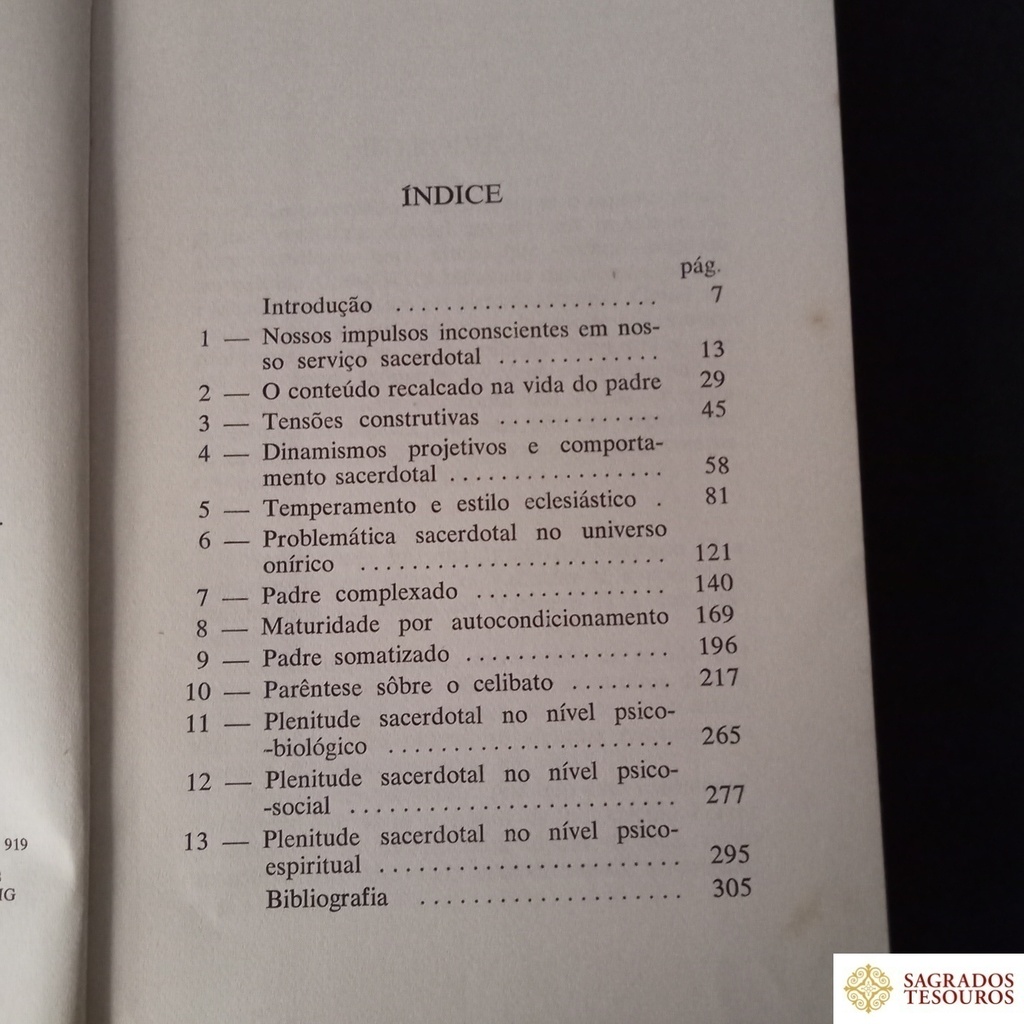 ÍNDICE
pág.
Introdução ..................... 7
1 — Nossos impulsos inconscientes em nos-
so serviço sacerdotal ............. 13
2 — O conteúdo recalcado na vida do padre 29
3 — Tensões construtivas ............. 45
4 — Dinamismos projetivos e comporta-
mento sacerdotal ................. 58
5 — Temperamento e estilo eclesiástico . 81
6 — Problemática sacerdotal no universo
onírico ........................ 121
7 — Padre complexado ............... 140
8 — Maturidade por autocondicionamento 169
9 — Padre somatizado ................ 196
10 — Parêntese sôbre o celibato ........ 217
11 — Plenitude sacerdotal no nível psico-
-biológico ...................... 265
12 — Plenitude sacerdotal no nível psico-
-social .......................... 277
13 — Plenitude sacerdotal no nível psico-
espiritual ....................... 295
Bibliografia .................... 305
919
IG
SAGRADOS
TESOUROS